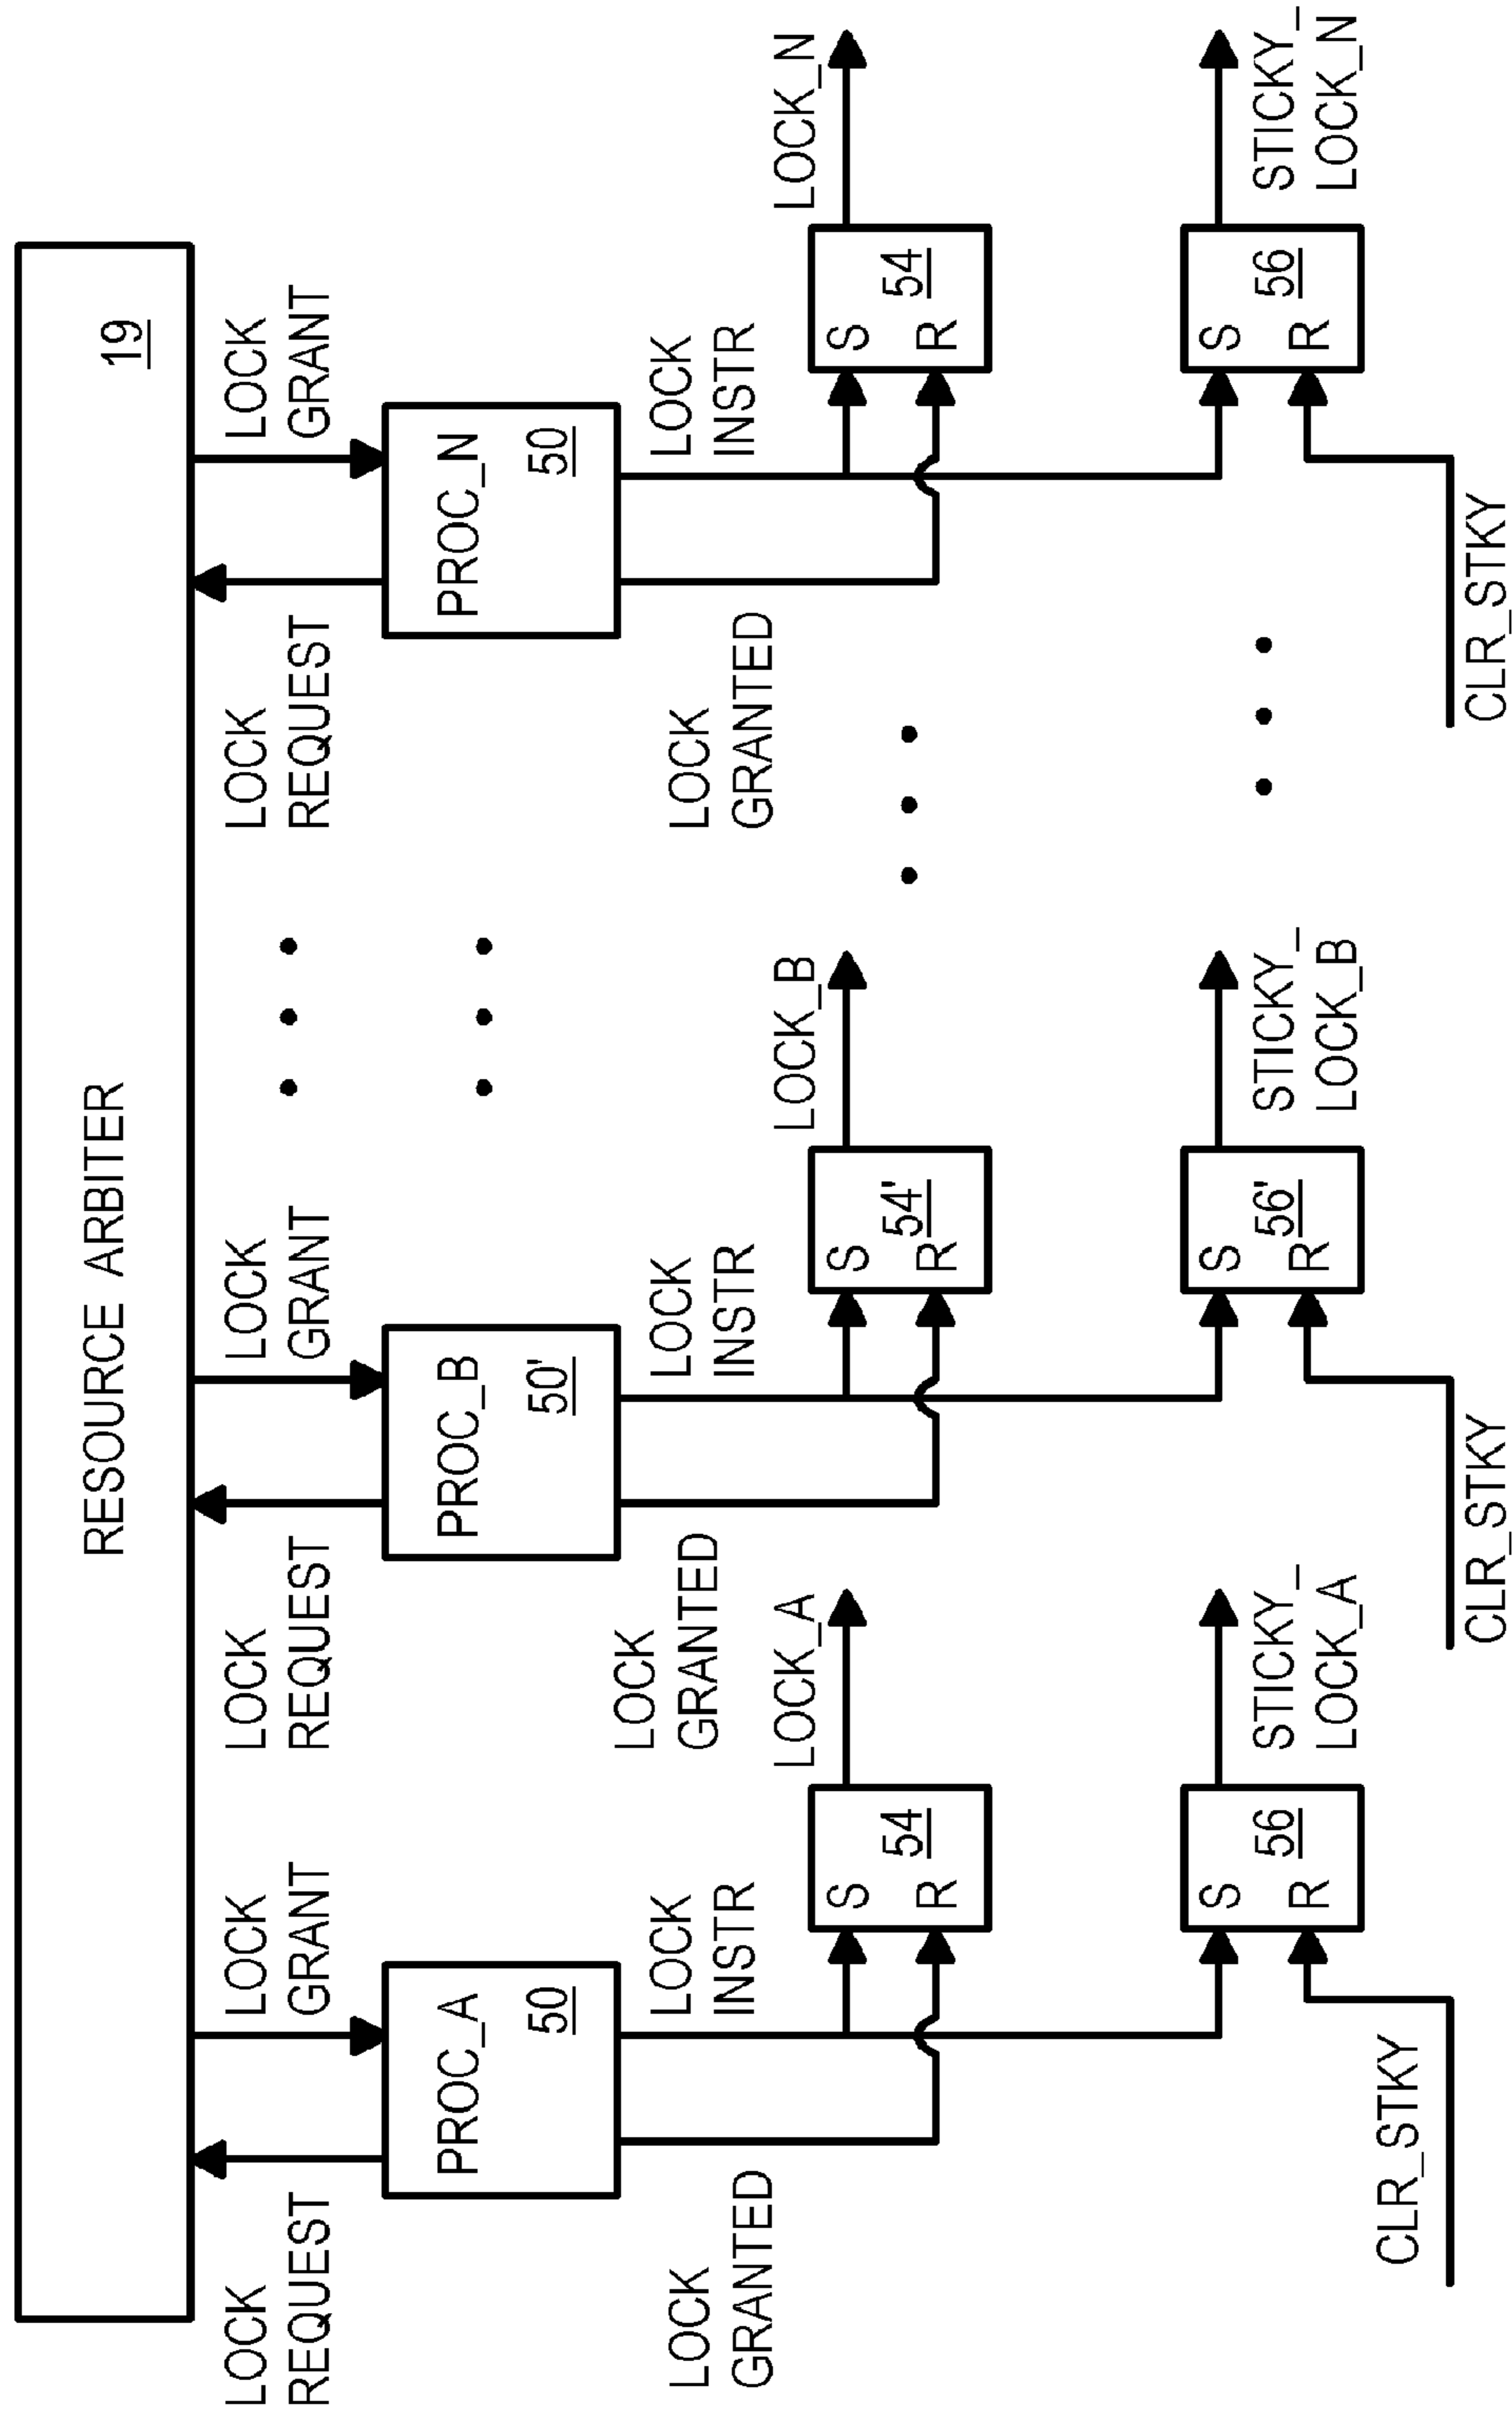 RESOURCE ARBITER
19
LOCK
REQUEST
LOCK
GRANT
LOCK
REQUEST
LOCK
GRANT
LOCK
REQUEST
LOCK
GRANT
PROC_A
50
PROC_B
50'
PROC_N
50
LOCK
GRANTED
LOCK
INSTR
LOCK
GRANTED
LOCK
INSTR
LOCK
GRANTED
LOCK
INSTR
LOCK_A
LOCK_B
LOCK_N
S
R
54
S
R
54'
S
R
54
S
R
56
S
R
56'
S
R
56
STICKY_
LOCK_A
STICKY_
LOCK_B
STICKY_
LOCK_N
CLR_STKY
CLR_STKY
CLR_STKY